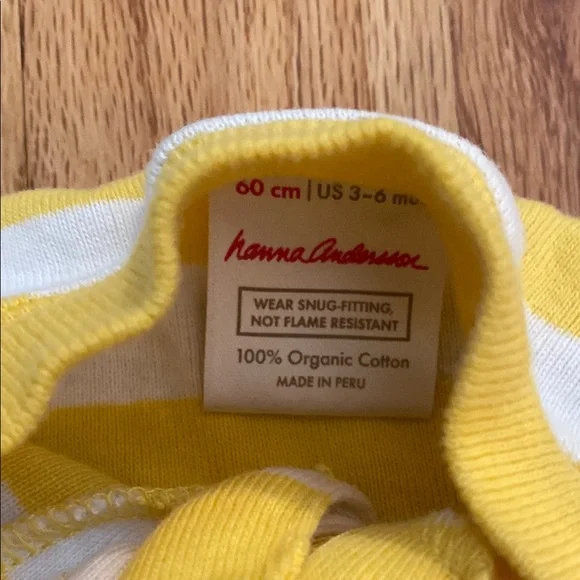 60 cm | US 3-6 mo
hanna andersson
WEAR SNUG-FITTING,
NOT FLAME RESISTANT
100% Organic Cotton
MADE IN PERU